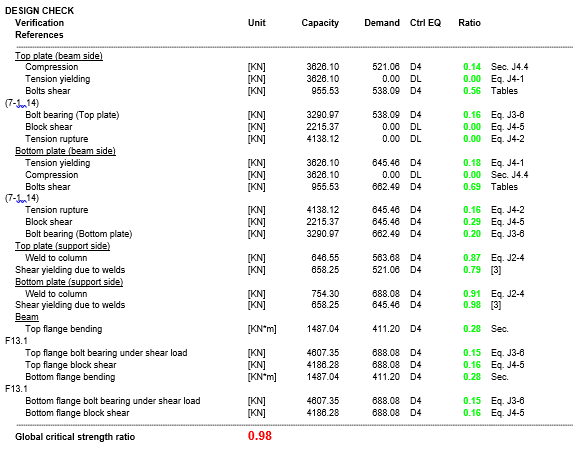 DESIGN CHECK
Verification Unit Capacity Demand Ctrl EQ Ratio
References
Top plate (beam side)
Compression [KN] 3626.10 521.06 D4 0.14 Sec. J4.4
Tension yielding [KN] 3626.10 0.00 DL 0.00 Eq. J4-1
Bolts shear [KN] 955.53 538.09 D4 0.56 Tables
(7-1..14)
Bolt bearing (Top plate) [KN] 3290.97 538.09 D4 0.16 Eq. J3-6
Block shear [KN] 2215.37 0.00 DL 0.00 Eq. J4-5
Tension rupture [KN] 4138.12 0.00 DL 0.00 Eq. J4-2
Bottom plate (beam side)
Tension yielding [KN] 3626.10 645.46 D4 0.18 Eq. J4-1
Compression [KN] 3626.10 0.00 DL 0.00 Sec. J4.4
Bolts shear [KN] 955.53 662.49 D4 0.69 Tables
(7-1..14)
Tension rupture [KN] 4138.12 645.46 D4 0.16 Eq. J4-2
Block shear [KN] 2215.37 645.46 D4 0.29 Eq. J4-5
Bolt bearing (Bottom plate) [KN] 3290.97 662.49 D4 0.20 Eq. J3-6
Top plate (support side)
Weld to column [KN] 646.55 563.68 D4 0.87 Eq. J2-4
Shear yielding due to welds [KN] 658.25 521.06 D4 0.79 [3]
Bottom plate (support side)
Weld to column [KN] 754.30 688.08 D4 0.91 Eq. J2-4
Shear yielding due to welds [KN] 658.25 645.46 D4 0.98 [3]
Beam
Top flange bending [KN*m] 1487.04 411.20 D4 0.28 Sec.
F13.1
Top flange bolt bearing under shear load [KN] 4607.35 688.08 D4 0.15 Eq. J3-6
Top flange block shear [KN] 4186.28 688.08 D4 0.16 Eq. J4-5
Bottom flange bending [KN*m] 1487.04 411.20 D4 0.28 Sec.
F13.1
Bottom flange bolt bearing under shear load [KN] 4607.35 688.08 D4 0.15 Eq. J3-6
Bottom flange block shear [KN] 4186.28 688.08 D4 0.16 Eq. J4-5
Global critical strength ratio 0.98